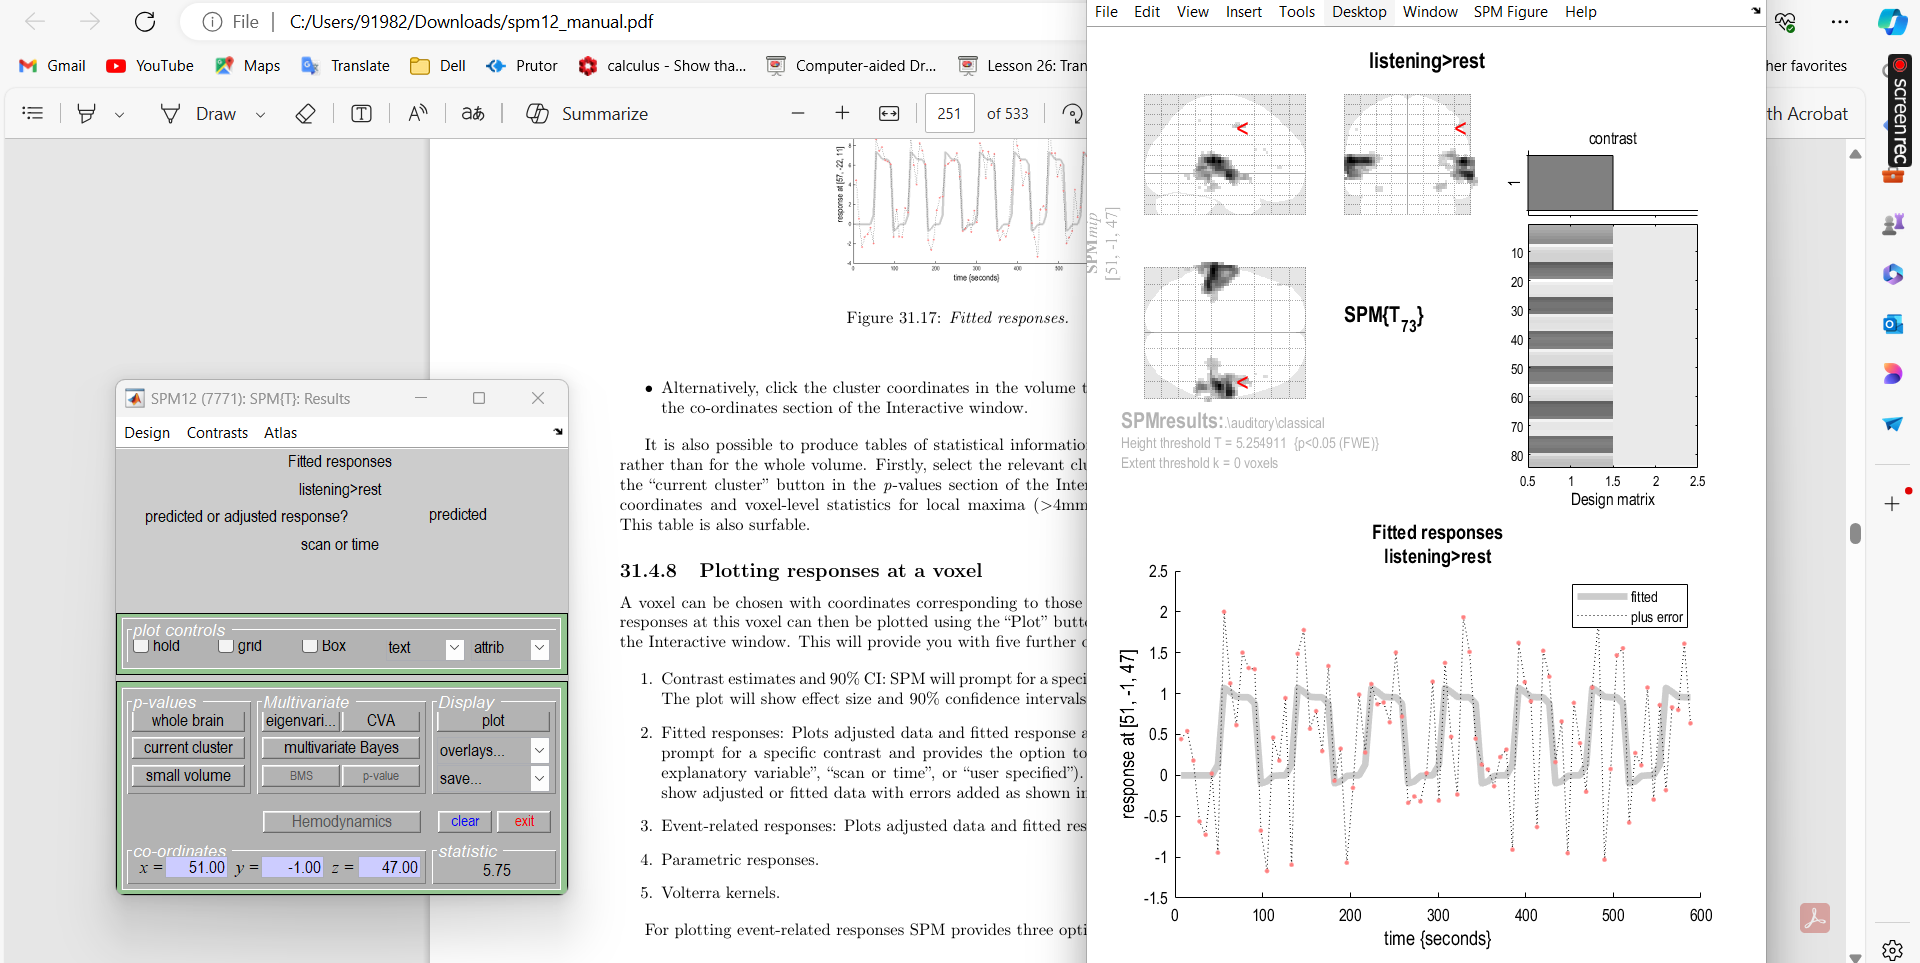 File C:/Users/91982/Downloads/spm12_manual.pdf
Gmail YouTube Maps Translate Dell Prutor calculus - Show tha... Computer-aided Dr... Lesson 26: Tran
her favorites
Draw T A aあ Summarize 251 of 533
th Acrobat
screenrec
response at [57, -22, 11]
8
6
4
2
0
-2
-4
0 100 200 300 400 500
time {seconds}
Figure 31.17: Fitted responses.
• Alternatively, click the cluster coordinates in the volume t
the co-ordinates section of the Interactive window.
It is also possible to produce tables of statistical informatio
rather than for the whole volume. Firstly, select the relevant clu
the “current cluster” button in the p-values section of the Inter
coordinates and voxel-level statistics for local maxima (>4mm
This table is also surfable.
31.4.8 Plotting responses at a voxel
A voxel can be chosen with coordinates corresponding to those
responses at this voxel can then be plotted using the “Plot” butt
the Interactive window. This will provide you with five further o
1. Contrast estimates and 90% CI: SPM will prompt for a speci
The plot will show effect size and 90% confidence intervals
2. Fitted responses: Plots adjusted data and fitted response a
prompt for a specific contrast and provides the option to
explanatory variable”, “scan or time”, or “user specified”).
show adjusted or fitted data with errors added as shown in
3. Event-related responses: Plots adjusted data and fitted res
4. Parametric responses.
5. Volterra kernels.
For plotting event-related responses SPM provides three opti
SPM12 (7771): SPM{T}: Results
Design Contrasts Atlas
Fitted responses
listening>rest
predicted or adjusted response? predicted
scan or time
plot controls
hold grid Box text attrib
p-values Multivariate Display
whole brain eigenvari... CVA plot
current cluster multivariate Bayes overlays...
small volume BMS p-value save...
Hemodynamics clear exit
co-ordinates statistic
x = 51.00 y = -1.00 z = 47.00 5.75
File Edit View Insert Tools Desktop Window SPM Figure Help
listening>rest
SPMmip
[51, -1, 47]
< <
<
SPM{T73}
SPMresults: .\auditory\classical
Height threshold T = 5.254911 {p<0.05 (FWE)}
Extent threshold k = 0 voxels
contrast
1
10
20
30
40
50
60
70
80
0.5 1 1.5 2 2.5
Design matrix
Fitted responses
listening>rest
fitted
plus error
response at [51, -1, 47]
2.5
2
1.5
1
0.5
0
-0.5
-1
-1.5
0 100 200 300 400 500 600
time {seconds}